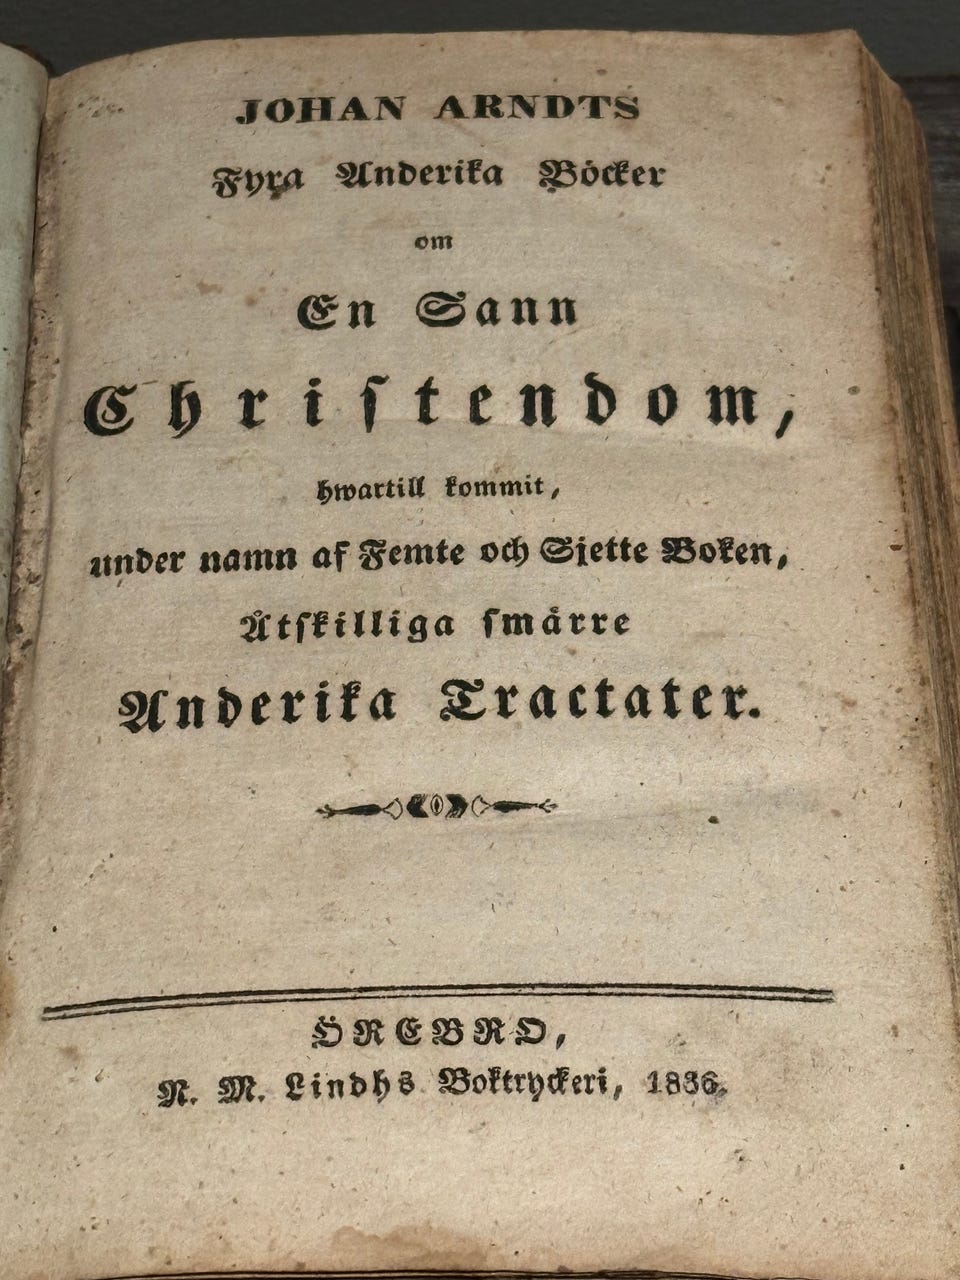 JOHAN ARNDTS
Fyra Anderika Böcker
om
En Sann
Christendom,
hwartill kommit,
under namn af Femte och Sjette Boken,
Åtskilliga smärre
Anderika Tractater.
ÖREBRO,
N. M. Lindhs Boktryckeri, 1836.